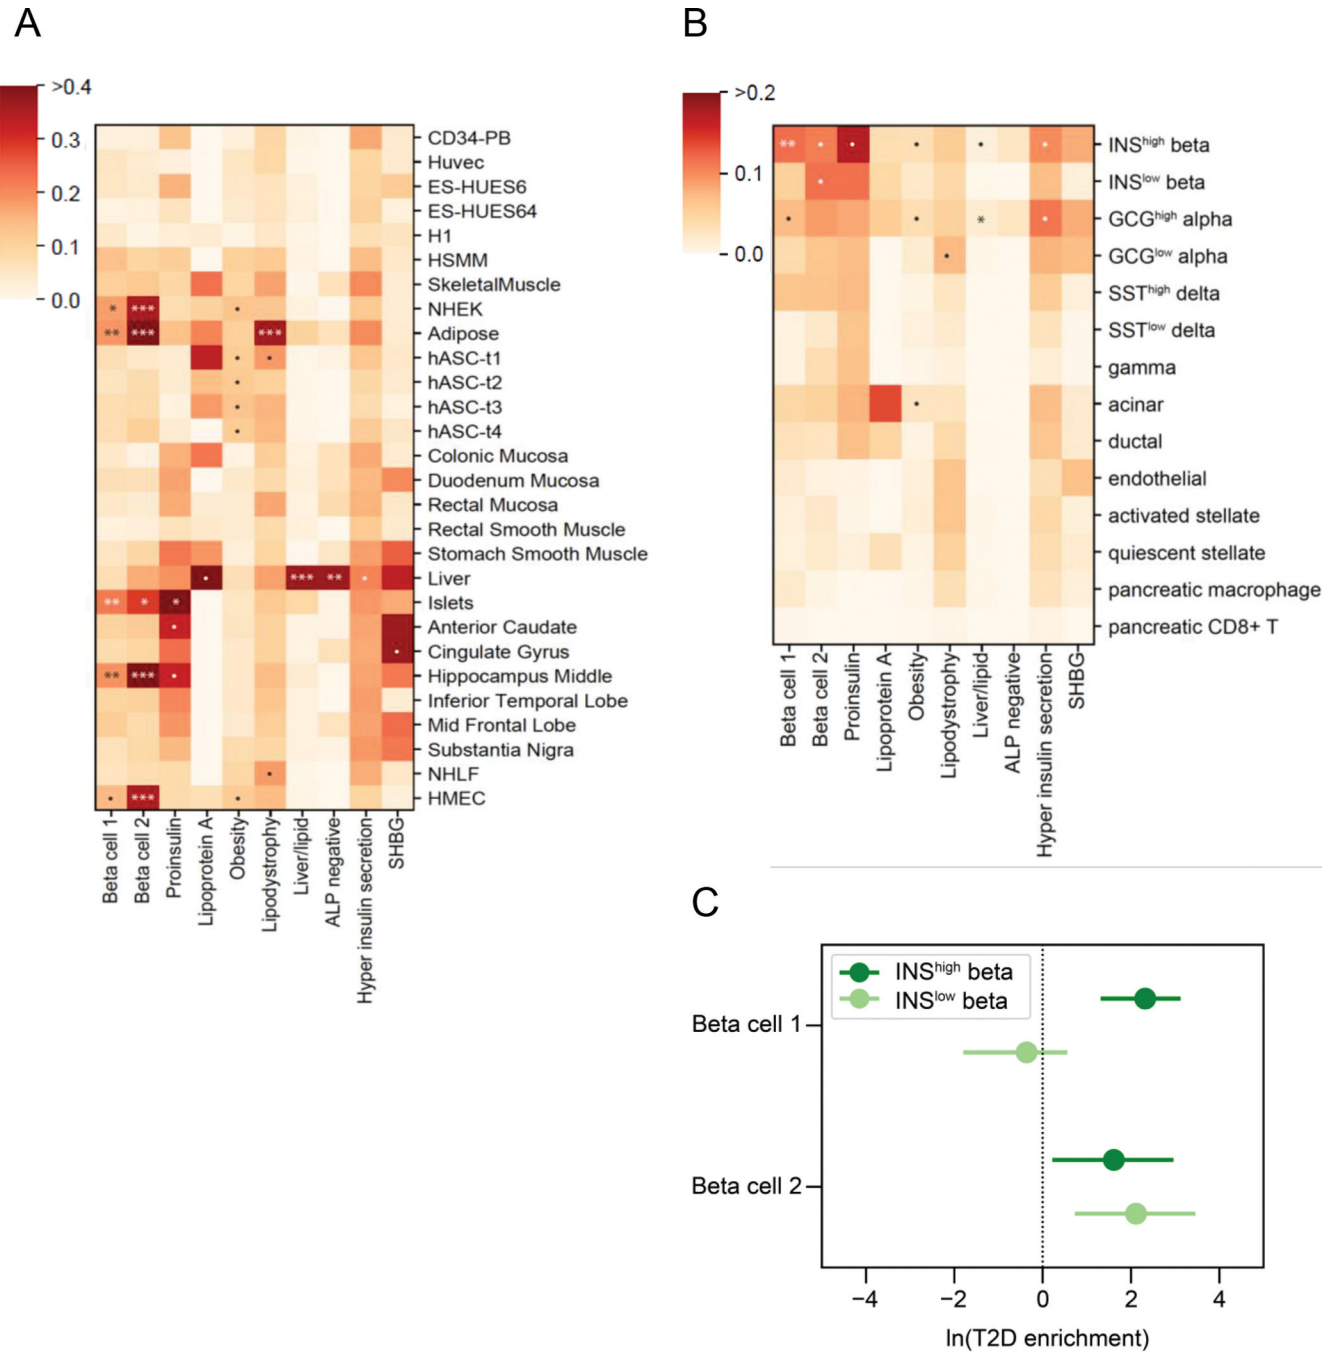 A
>0.4
0.3
0.2
0.1
0.0
CD34-PB
Huvec
ES-HUES6
ES-HUES64
H1
HSMM
SkeletalMuscle
* *** • NHEK
** *** *** Adipose
• • hASC-t1
• hASC-t2
• hASC-t3
• hASC-t4
Colonic Mucosa
Duodenum Mucosa
Rectal Mucosa
Rectal Smooth Muscle
Stomach Smooth Muscle
• *** ** • Liver
** * * Islets
• Anterior Caudate
• Cingulate Gyrus
** *** • Hippocampus Middle
Inferior Temporal Lobe
Mid Frontal Lobe
Substantia Nigra
• NHLF
• *** • HMEC
Beta cell 1
Beta cell 2
Proinsulin
Lipoprotein A
Obesity
Lipodystrophy
Liver/lipid
ALP negative
Hyper insulin secretion
SHBG
B
>0.2
0.1
0.0
** • • • • • INShigh beta
• INSlow beta
• • * • GCGhigh alpha
• GCGlow alpha
SSThigh delta
SSTlow delta
gamma
• acinar
ductal
endothelial
activated stellate
quiescent stellate
pancreatic macrophage
pancreatic CD8+ T
Beta cell 1
Beta cell 2
Proinsulin
Lipoprotein A
Obesity
Lipodystrophy
Liver/lipid
ALP negative
Hyper insulin secretion
SHBG
C
INShigh beta
INSlow beta
Beta cell 1
Beta cell 2
−4 −2 0 2 4
ln(T2D enrichment)